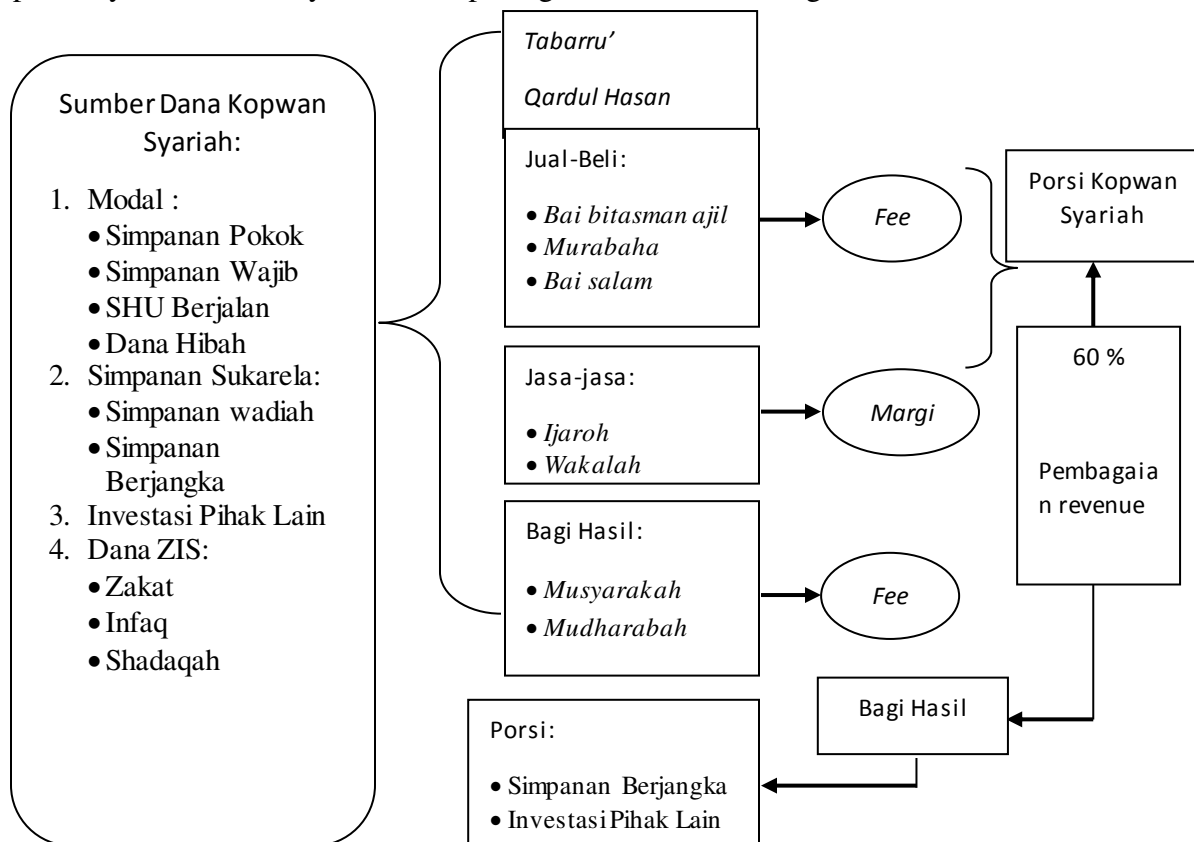 Sumber Dana Kopwan
Syariah:
1. Modal :
• Simpanan Pokok
• Simpanan Wajib
• SHU Berjalan
• Dana Hibah
2. Simpanan Sukarela:
• Simpanan wadiah
• Simpanan
Berjangka
3. Investasi Pihak Lain
4. Dana ZIS:
• Zakat
• Infaq
• Shadaqah
Tabarru’
Qardul Hasan
Jual-Beli:
• Bai bitasman ajil
• Murabaha
• Bai salam
Fee
Jasa-jasa:
• Ijaroh
• Wakalah
Margi
Bagi Hasil:
• Musyarakah
• Mudharabah
Fee
Porsi Kopwan
Syariah
60 %
Pembagaia
n revenue
Bagi Hasil
Porsi:
• Simpanan Berjangka
• Investasi Pihak Lain